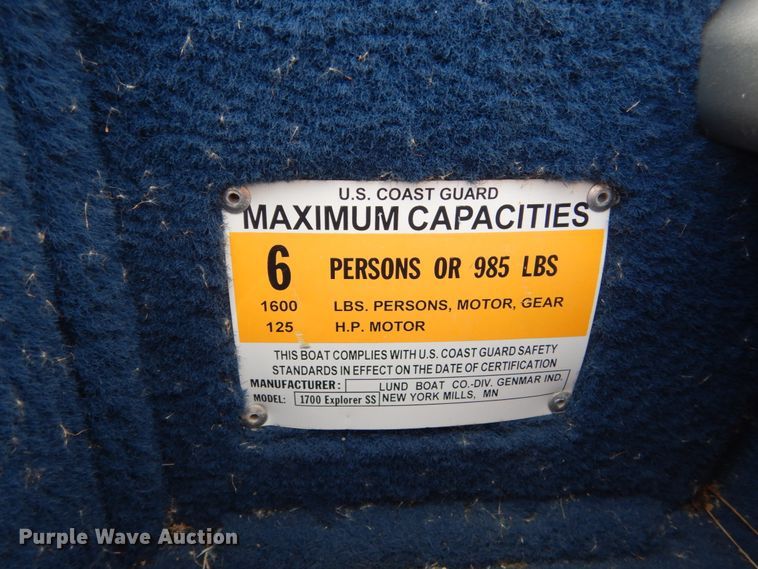 U.S. COAST GUARD
MAXIMUM CAPACITIES
6 PERSONS OR 985 LBS
1600 LBS. PERSONS, MOTOR, GEAR
125 H.P. MOTOR
THIS BOAT COMPLIES WITH U.S. COAST GUARD SAFETY
STANDARDS IN EFFECT ON THE DATE OF CERTIFICATION
MANUFACTURER: LUND BOAT CO.-DIV. GENMAR IND.
MODEL: 1700 Explorer SS NEW YORK MILLS, MN
Purple Wave Auction